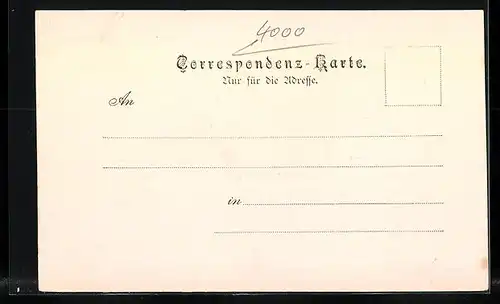 4000
Correspondenz-Karte.
Nur für die Adresse.
An
in